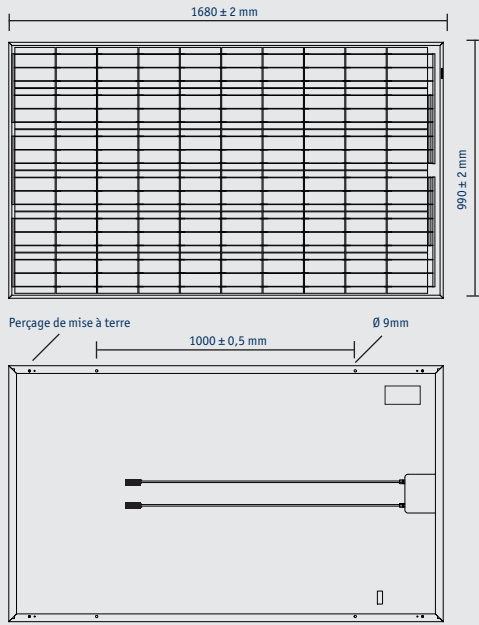 1680 ± 2 mm
990 ± 2 mm
Perçage de mise à terre
Ø 9mm
1000 ± 0,5 mm